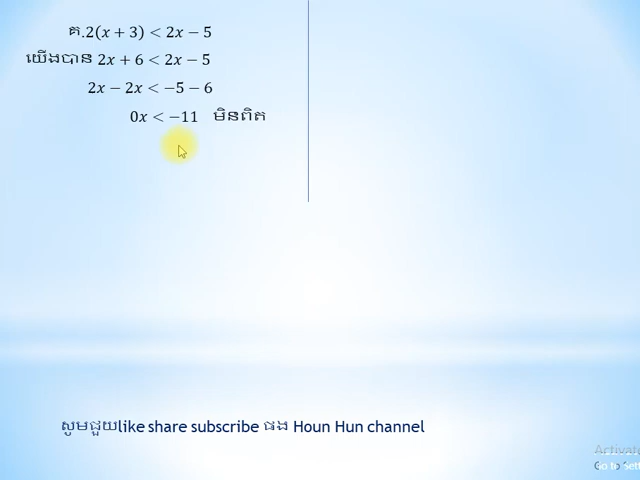 គ.2(x + 3) < 2x − 5
យើងបាន 2x + 6 < 2x − 5
2x − 2x < −5 − 6
0x < −11 មិនពិត
សូមជួយlike share subscribe ផង Houn Hun channel
Activate